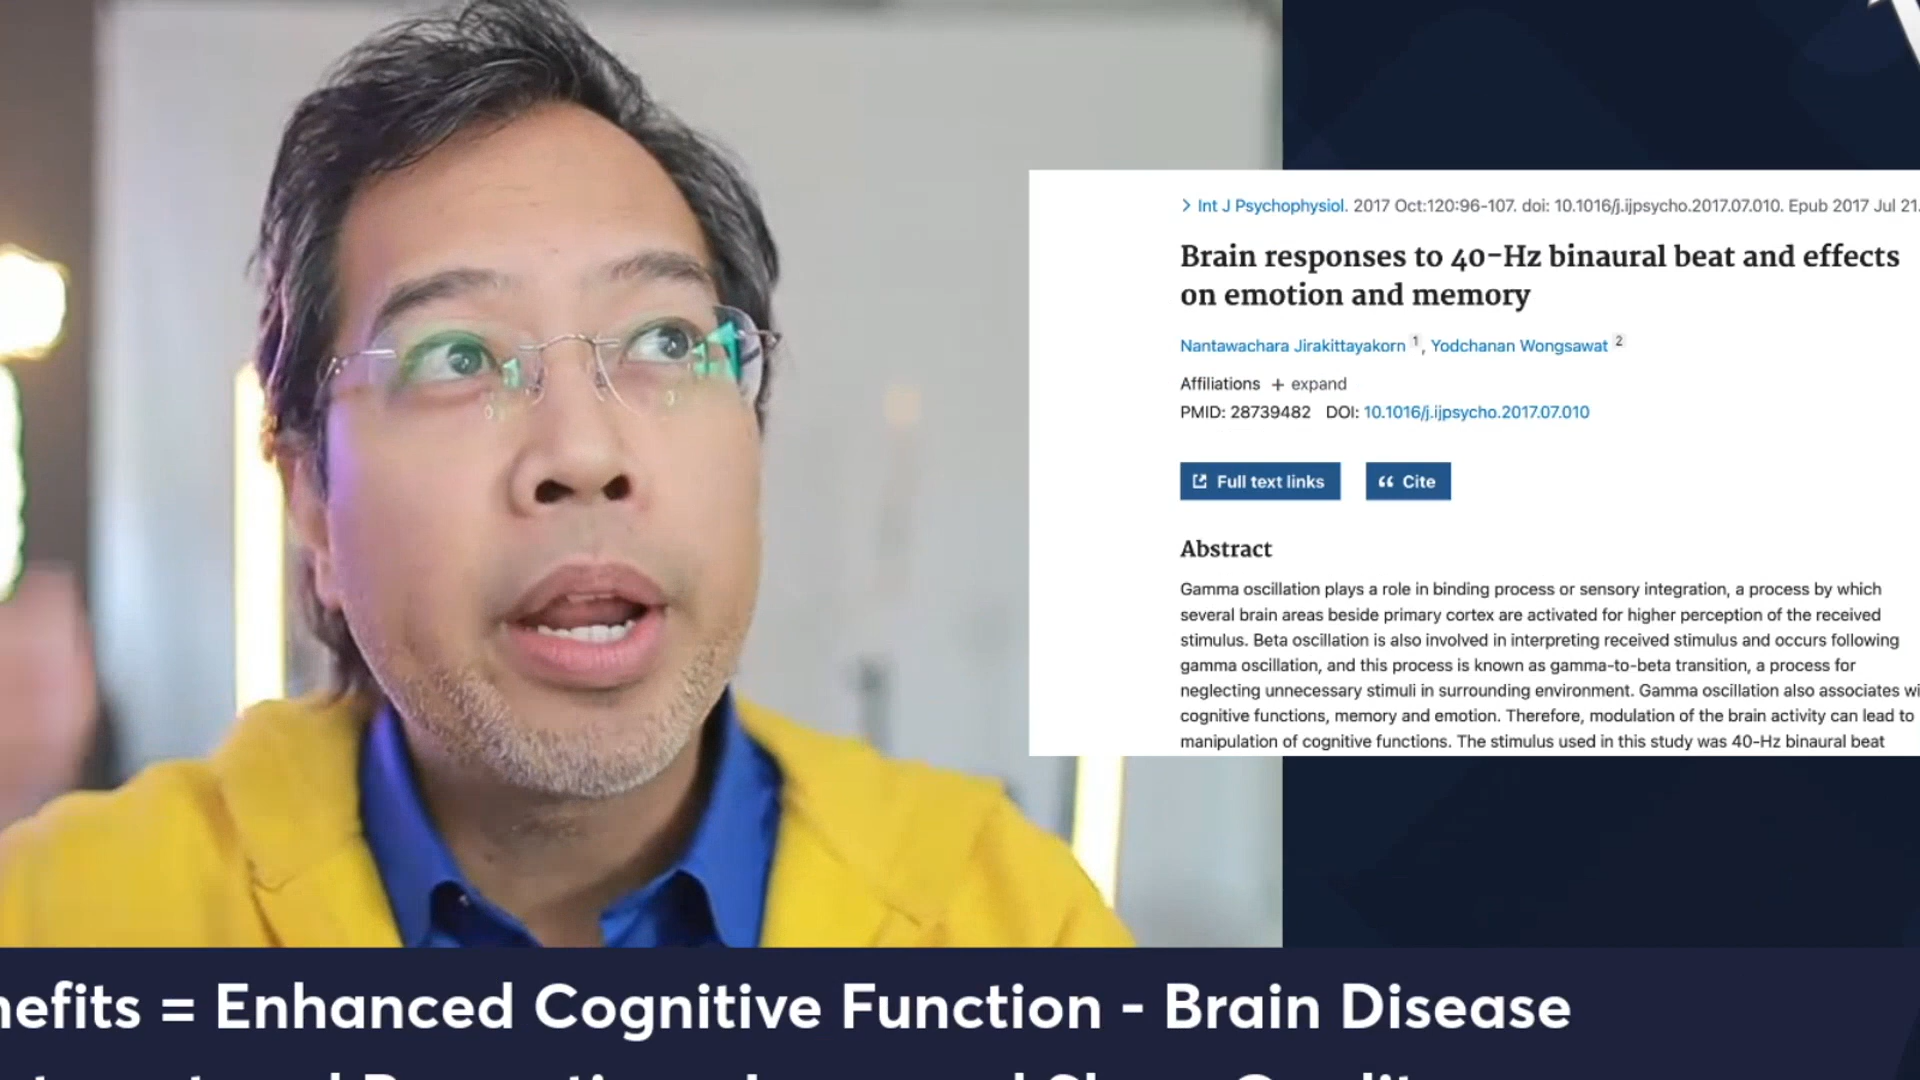 > Int J Psychophysiol. 2017 Oct:120:96-107. doi: 10.1016/j.ijpsycho.2017.07.010. Epub 2017 Jul 21.
Brain responses to 40-Hz binaural beat and effects
on emotion and memory
Nantawachara Jirakittayakorn 1, Yodchanan Wongsawat 2
Affiliations + expand
PMID: 28739482 DOI: 10.1016/j.ijpsycho.2017.07.010
Full text links
“ Cite
Abstract
Gamma oscillation plays a role in binding process or sensory integration, a process by which
several brain areas beside primary cortex are activated for higher perception of the received
stimulus. Beta oscillation is also involved in interpreting received stimulus and occurs following
gamma oscillation, and this process is known as gamma-to-beta transition, a process for
neglecting unnecessary stimuli in surrounding environment. Gamma oscillation also associates wi
cognitive functions, memory and emotion. Therefore, modulation of the brain activity can lead to
manipulation of cognitive functions. The stimulus used in this study was 40-Hz binaural beat
nefits = Enhanced Cognitive Function - Brain Disease